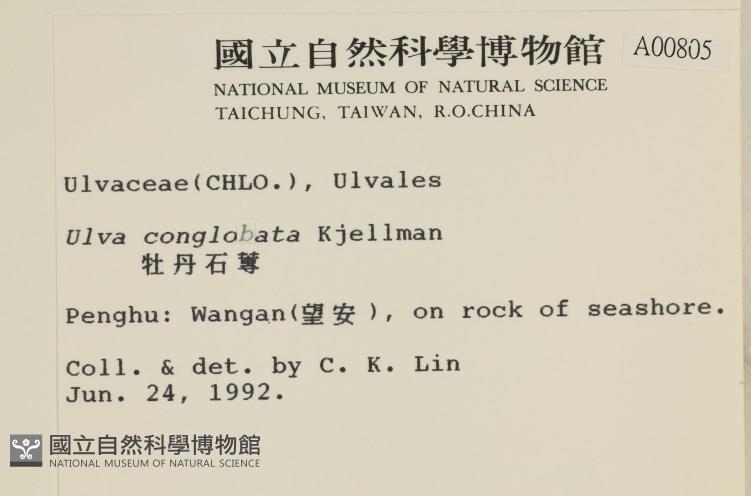 國立自然科學博物館
A00805
NATIONAL MUSEUM OF NATURAL SCIENCE
TAICHUNG, TAIWAN, R.O.CHINA
Ulvaceae(CHLO.), Ulvales
Ulva conglobata Kjellman
牡丹石蓴
Penghu: Wangan(望安), on rock of seashore.
Coll. & det. by C. K. Lin
Jun. 24, 1992.
國立自然科學博物館
NATIONAL MUSEUM OF NATURAL SCIENCE